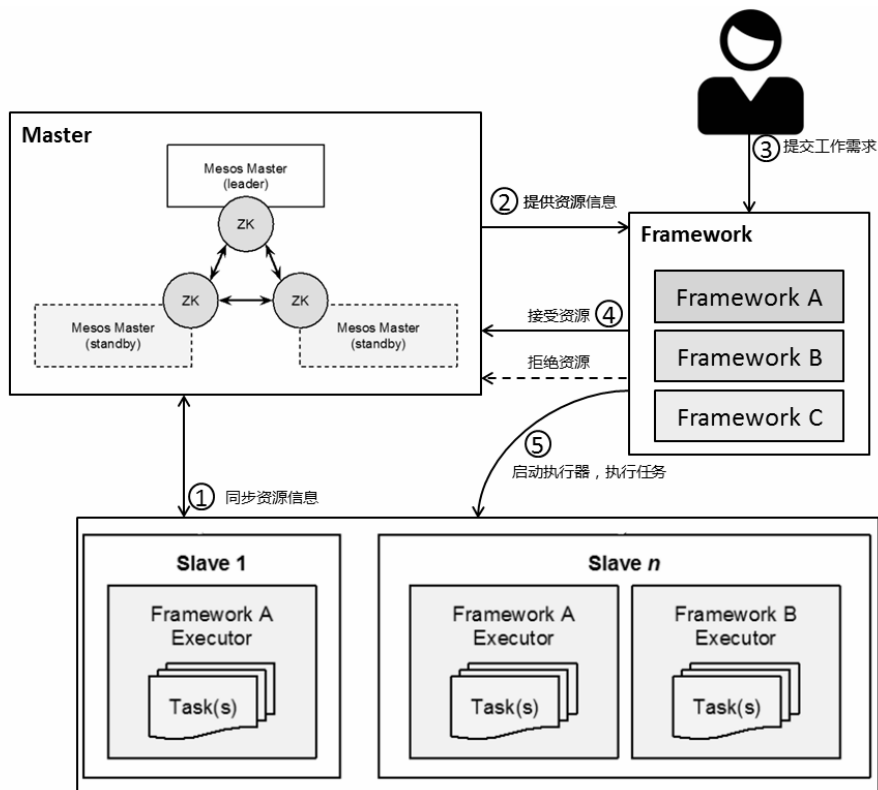 Master
Mesos Master
(leader)
ZK
ZK
ZK
Mesos Master
(standby)
Mesos Master
(standby)
② 提供资源信息
③ 提交工作需求
Framework
Framework A
Framework B
Framework C
接受资源 ④
拒绝资源
⑤
启动执行器，执行任务
① 同步资源信息
Slave 1
Framework A
Executor
Task(s)
Slave n
Framework A
Executor
Task(s)
Framework B
Executor
Task(s)